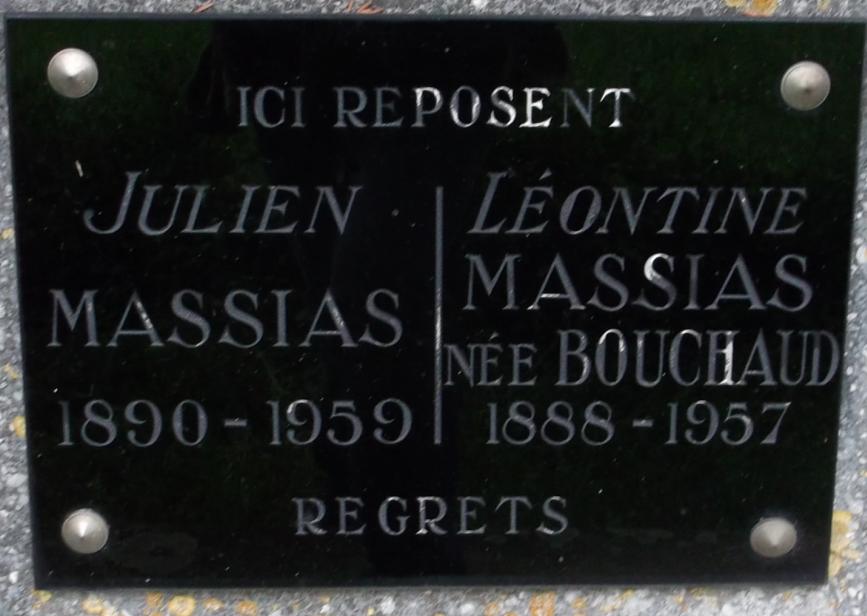 ICI REPOSENT
JULIEN
MASSIAS
1890 - 1959
LÉONTINE
MASSIAS
NÉE BOUCHAUD
1888 - 1957
REGRETS